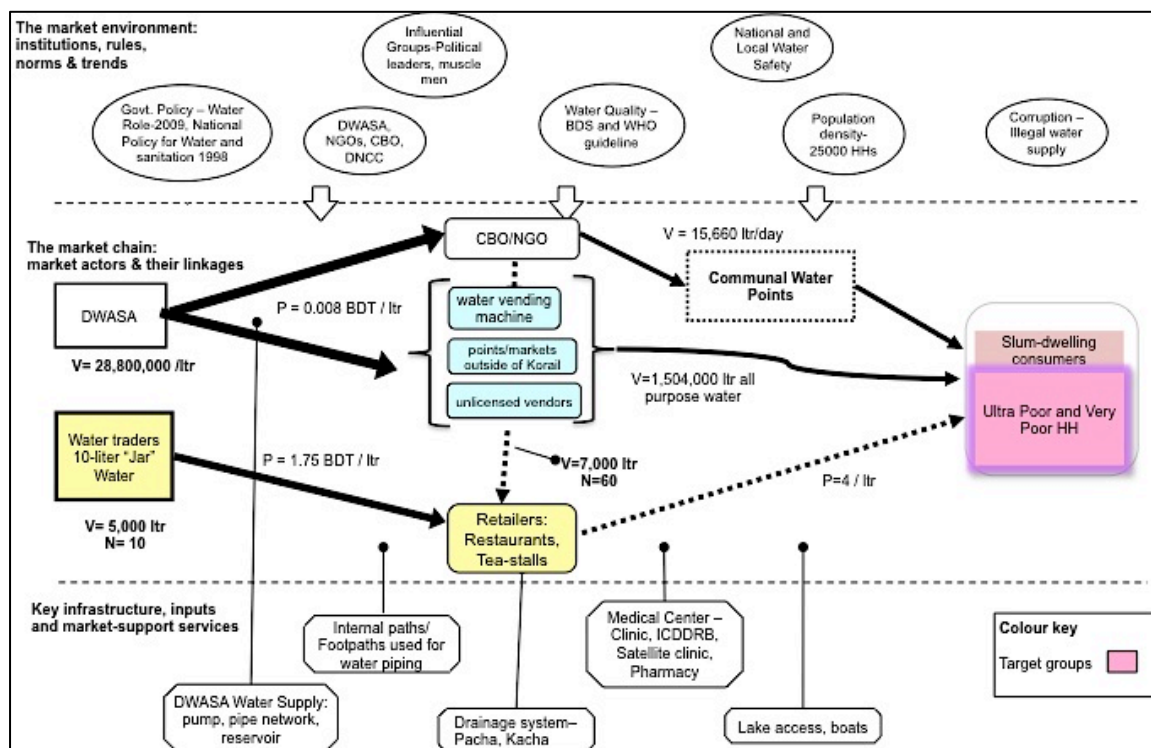 The market environment:
institutions, rules,
norms & trends
Influential
Groups-Political
leaders, muscle
men
National and
Local Water
Safety
Govt. Policy – Water
Role-2009, National
Policy for Water and
sanitation 1998
DWASA,
NGOs, CBO,
DNCC
Water Quality –
BDS and WHO
guideline
Population
density-
25000 HHs
Corruption –
Illegal water
supply
The market chain:
market actors & their linkages
CBO/NGO
V = 15,660 ltr/day
Communal Water
Points
DWASA
P = 0.008 BDT / ltr
water vending
machine
points/markets
outside of Korail
unlicensed vendors
V= 28,800,000 /ltr
V=1,504,000 ltr all
purpose water
Slum-dwelling
consumers
Ultra Poor and Very
Poor HH
Water traders
10-liter "Jar"
Water
P = 1.75 BDT / ltr
V=7,000 ltr
N=60
P=4 / ltr
V= 5,000 ltr
N= 10
Retailers:
Restaurants,
Tea-stalls
Key infrastructure, inputs
and market-support services
Internal paths/
Footpaths used for
water piping
Medical Center –
Clinic, ICDDRB,
Satellite clinic,
Pharmacy
DWASA Water Supply:
pump, pipe network,
reservoir
Drainage system–
Pacha, Kacha
Lake access, boats
Colour key
Target groups